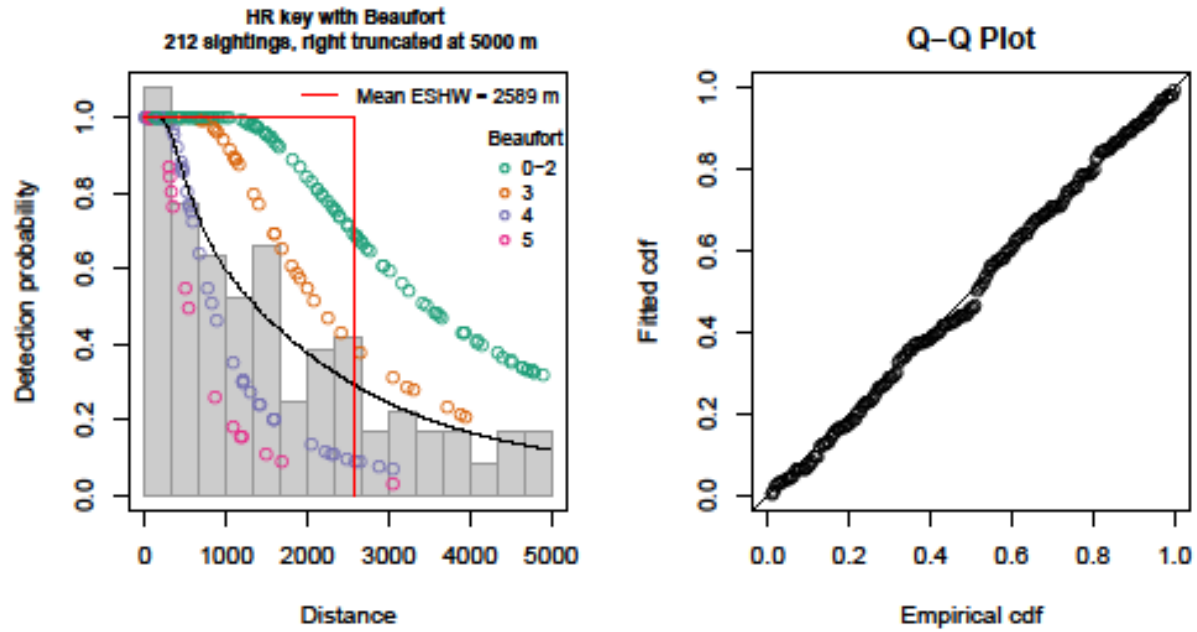 HR key with Beaufort
212 sightings, right truncated at 5000 m
Mean ESHW = 2589 m
Beaufort
0-2
3
4
5
Detection probability
0.0 0.2 0.4 0.6 0.8 1.0
0 1000 2000 3000 4000 5000
Distance
Q-Q Plot
Fitted cdf
0.0 0.2 0.4 0.6 0.8 1.0
0.0 0.2 0.4 0.6 0.8 1.0
Empirical cdf